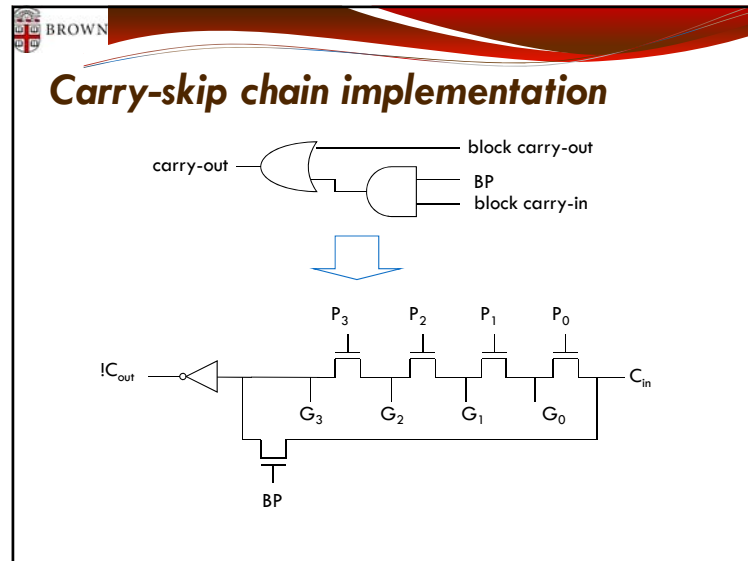 BROWN
Carry-skip chain implementation
carry-out
block carry-out
BP
block carry-in
P₃ P₂ P₁ P₀
!Cₒᵤₜ
Cᵢₙ
G₃ G₂ G₁ G₀
BP